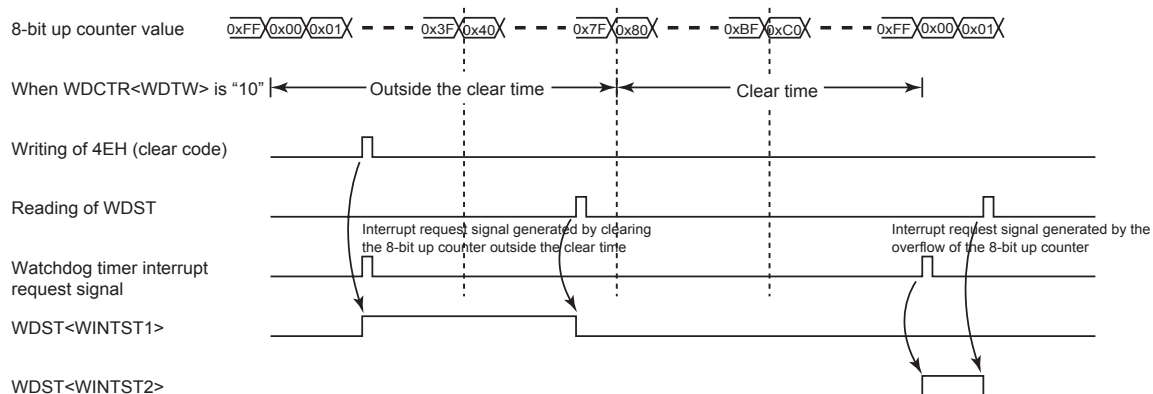 8-bit up counter value 0xFF 0x00 0x01 0x3F 0x40 0x7F 0x80 0xBF 0xC0 0xFF 0x00 0x01
When WDCTR<WDTW> is “10” Outside the clear time Clear time
Writing of 4EH (clear code)
Reading of WDST
Interrupt request signal generated by clearing
the 8-bit up counter outside the clear time
Interrupt request signal generated by the
overflow of the 8-bit up counter
Watchdog timer interrupt
request signal
WDST<WINTST1>
WDST<WINTST2>